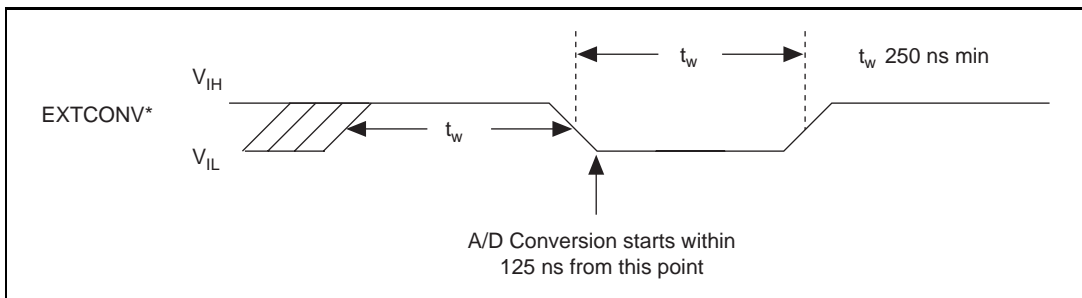 t_w
t_w 250 ns min
V_IH
EXTCONV*
t_w
V_IL
A/D Conversion starts within
125 ns from this point